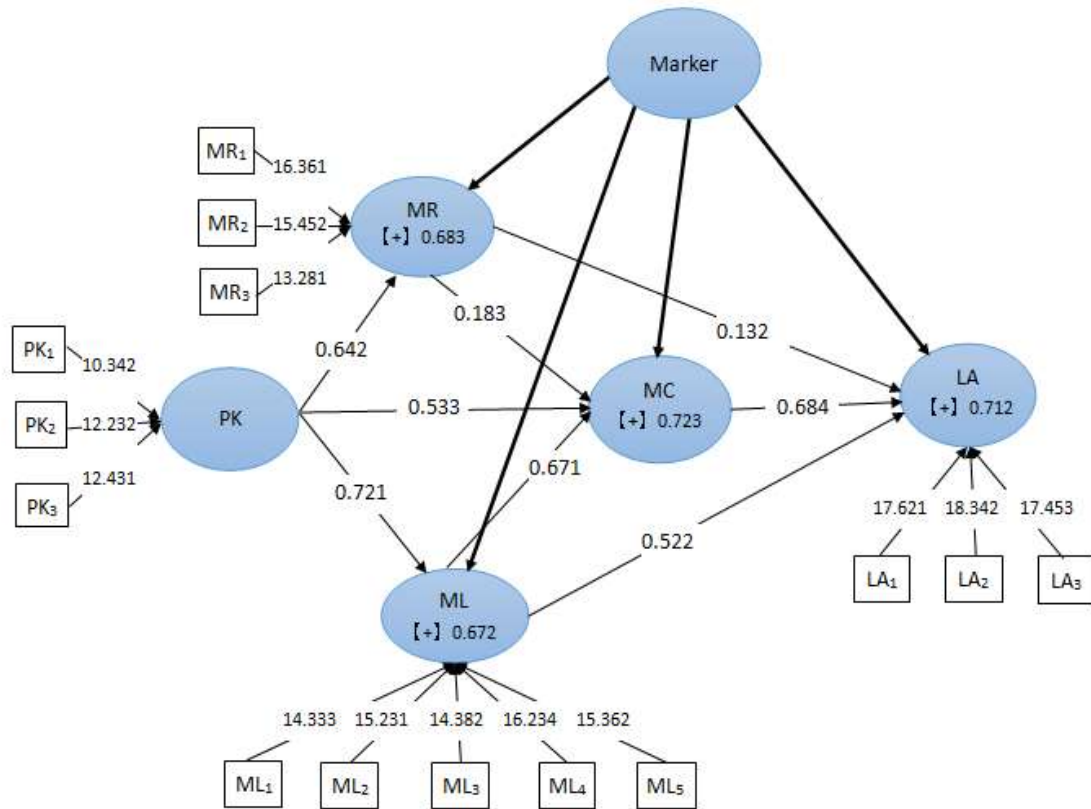 Marker
MR₁
16.361
MR
【+】0.683
MR₂
15.452
MR₃
13.281
0.183
0.132
PK₁
10.342
0.642
PK₂
12.232
PK
0.533
MC
【+】0.723
0.684
LA
【+】0.712
PK₃
12.431
0.721
0.671
17.621
18.342
17.453
0.522
LA₁
LA₂
LA₃
ML
【+】0.672
14.333
15.231
14.382
16.234
15.362
ML₁
ML₂
ML₃
ML₄
ML₅